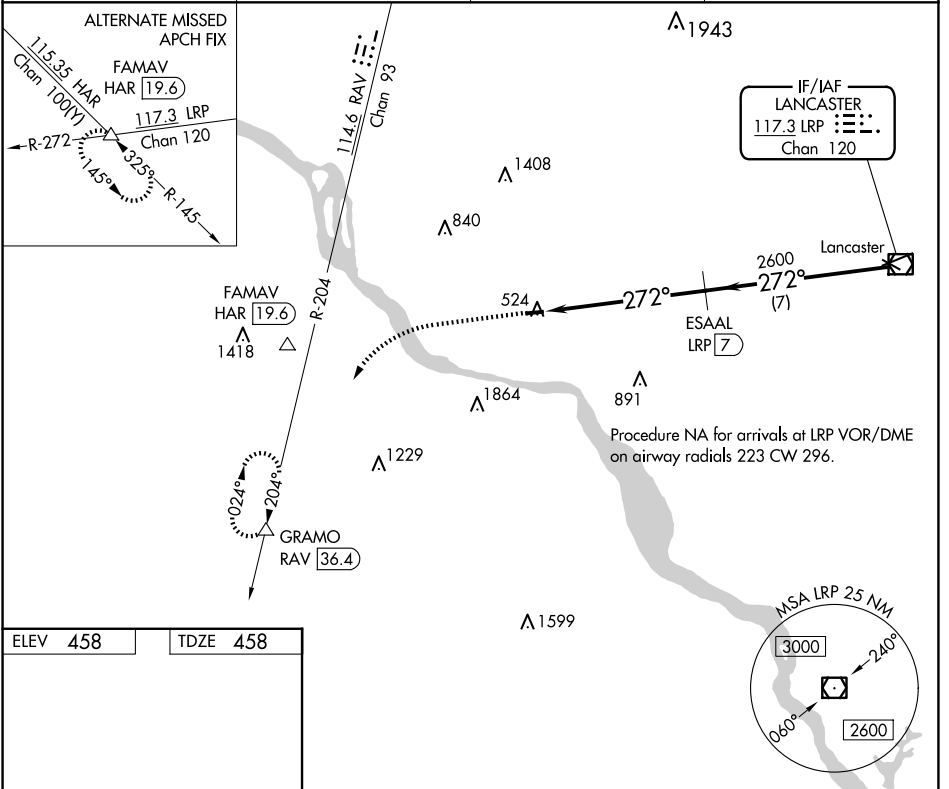 ALTERNATE MISSED
APCH FIX
115.35 HAR
Chan 100(Y)
FAMAV
HAR 19.6
117.3 LRP
Chan 120
R-272
325°
145°
R-145
114.6 RAV
Chan 93
R-204
1943
IF/IAF
LANCASTER
117.3 LRP
Chan 120
1408
840
Lancaster
2600
272°
(7)
272°
524
ESAAL
LRP 7
FAMAV
HAR 19.6
1418
1864
891
Procedure NA for arrivals at LRP VOR/DME
on airway radials 223 CW 296.
1229
024°
204°
GRAMO
RAV 36.4
1599
MSA LRP 25 NM
3000
240°
060°
2600
ELEV 458
TDZE 458